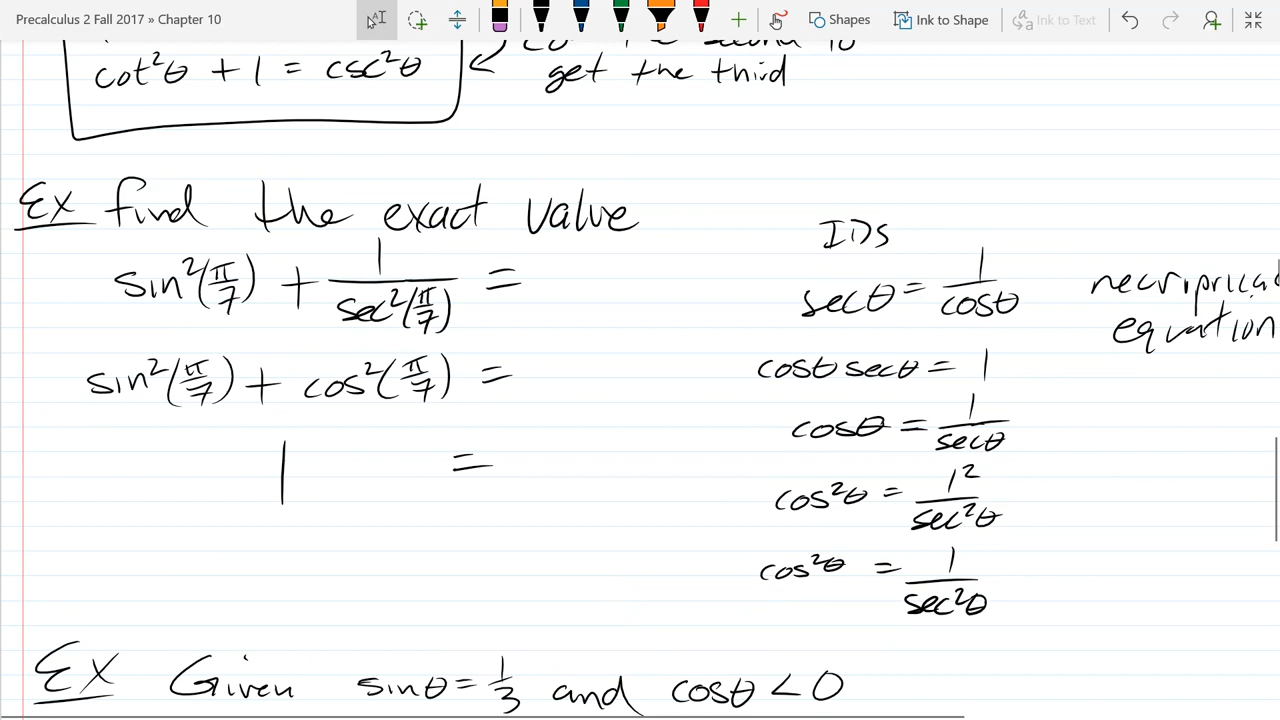 Precalculus 2 Fall 2017 » Chapter 10
Shapes
Ink to Shape
Ink to Text
cot²θ + 1 = csc²θ
get the third
Ex find the exact value
sin²(π/7) + 1/sec²(π/7) =
sin²(π/7) + cos²(π/7) =
1 =
IDs
secθ = 1/cosθ
necriprical
equation
cosθ secθ = 1
cosθ = 1/secθ
cos²θ = 1²/sec²θ
cos²θ = 1/sec²θ
Ex Given sinθ = 1/3 and cosθ < 0